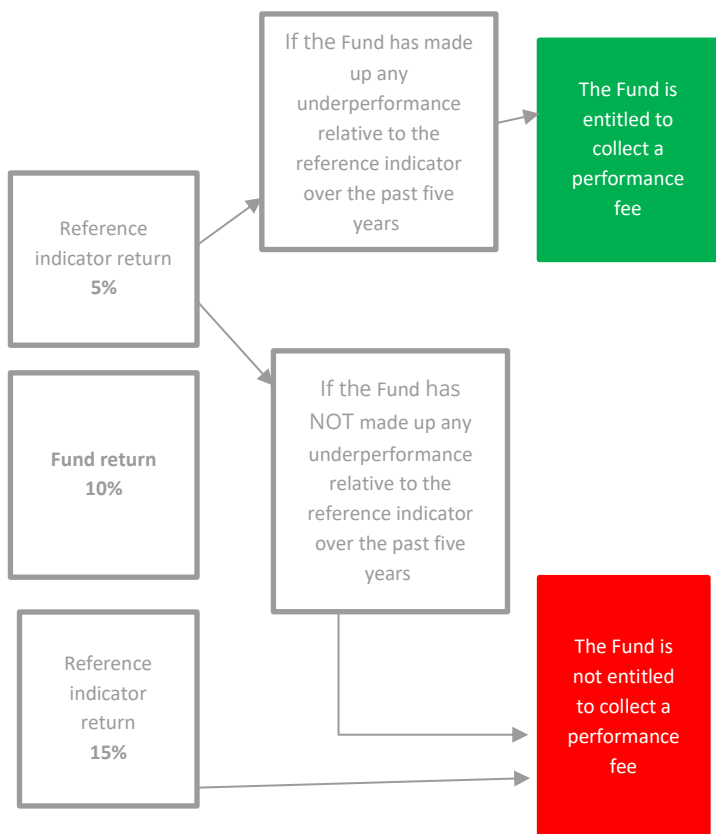 If the Fund has made
up any
underperformance
relative to the
reference indicator
over the past five
years
The Fund is
entitled to
collect a
performance
fee
Reference
indicator return
5%
If the Fund has
NOT made up any
underperformance
relative to the
reference indicator
over the past five
years
Fund return
10%
Reference
indicator
return
15%
The Fund is
not entitled
to collect a
performance
fee